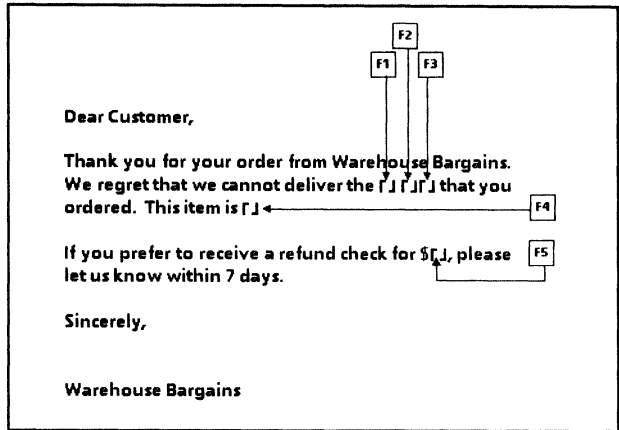 F2
F1 F3
Dear Customer,
Thank you for your order from Warehouse Bargains.
We regret that we cannot deliver the ⌈⌋ ⌈⌋⌈⌋ that you
ordered. This item is ⌈⌋ F4
If you prefer to receive a refund check for $⌈⌋, please F5
let us know within 7 days.
Sincerely,
Warehouse Bargains